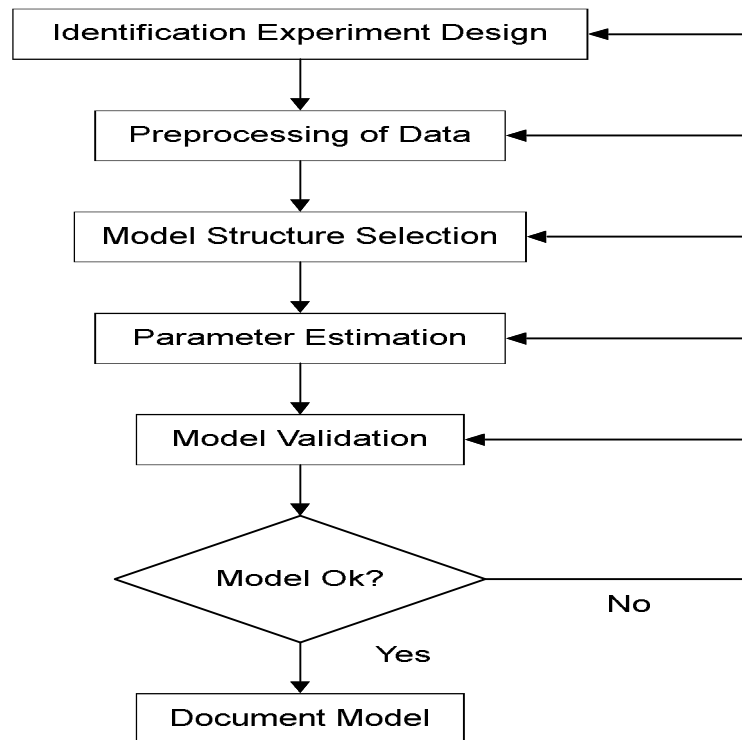 Identification Experiment Design
Preprocessing of Data
Model Structure Selection
Parameter Estimation
Model Validation
Model Ok?
No
Yes
Document Model